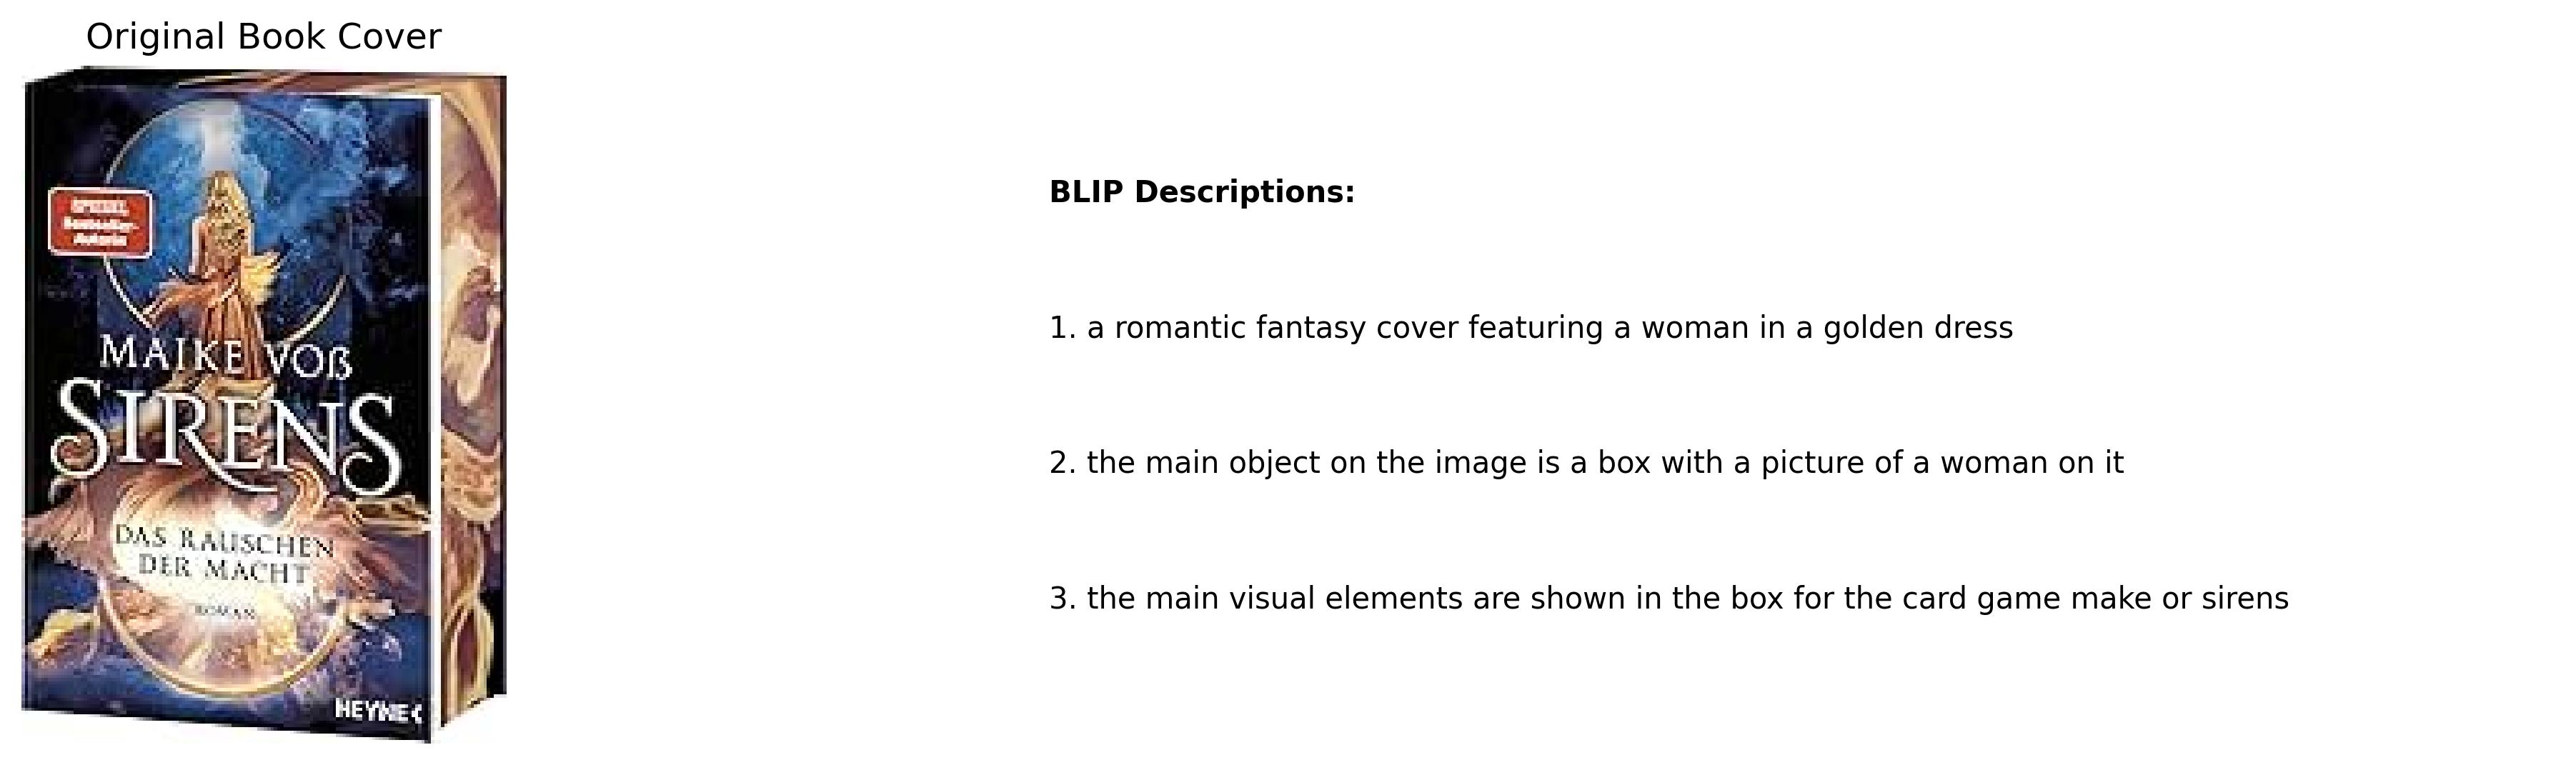 Original Book Cover
SPIEGEL
Bestseller-
Autorin
MAIKE VOß
SIRENS
DAS RAUSCHEN
DER MACHT
ROMAN
HEYNE <
BLIP Descriptions:
1. a romantic fantasy cover featuring a woman in a golden dress
2. the main object on the image is a box with a picture of a woman on it
3. the main visual elements are shown in the box for the card game make or sirens